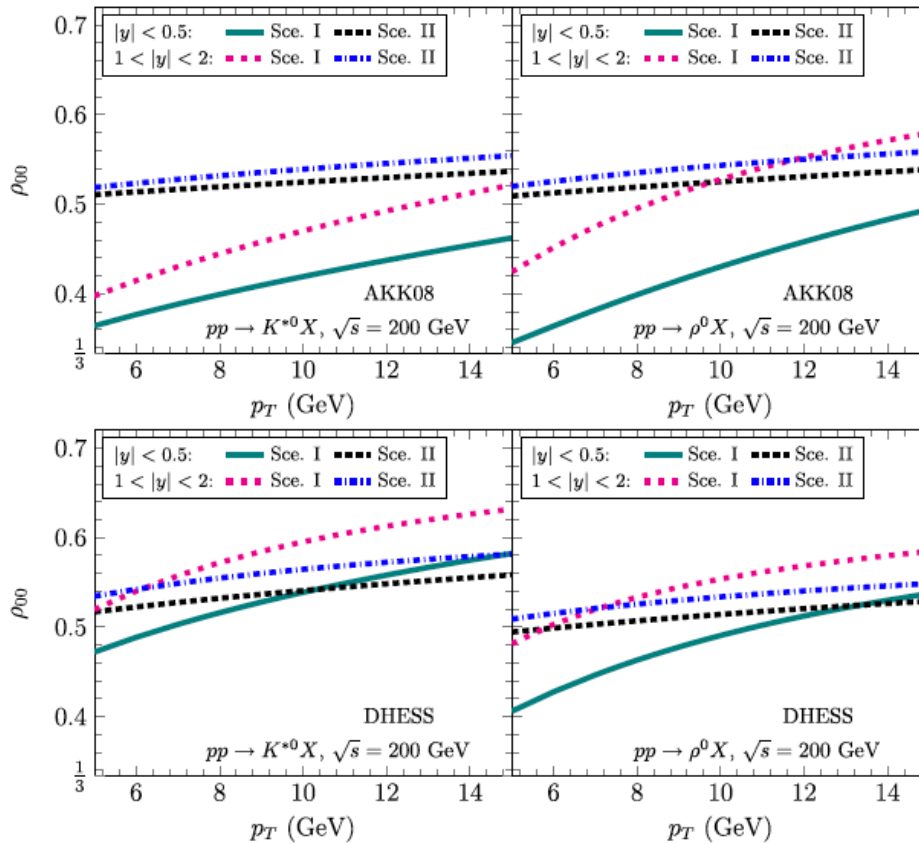 |y| < 0.5: Sce. I Sce. II
1 < |y| < 2: Sce. I Sce. II
|y| < 0.5: Sce. I Sce. II
1 < |y| < 2: Sce. I Sce. II
0.7
0.6
0.5
0.4
1/3
ρ00
AKK08
pp → K*0X, √s = 200 GeV
AKK08
pp → ρ0X, √s = 200 GeV
6 8 10 12 14
6 8 10 12 14
pT (GeV)
pT (GeV)
|y| < 0.5: Sce. I Sce. II
1 < |y| < 2: Sce. I Sce. II
|y| < 0.5: Sce. I Sce. II
1 < |y| < 2: Sce. I Sce. II
0.7
0.6
0.5
0.4
1/3
ρ00
DHESS
pp → K*0X, √s = 200 GeV
DHESS
pp → ρ0X, √s = 200 GeV
6 8 10 12 14
6 8 10 12 14
pT (GeV)
pT (GeV)